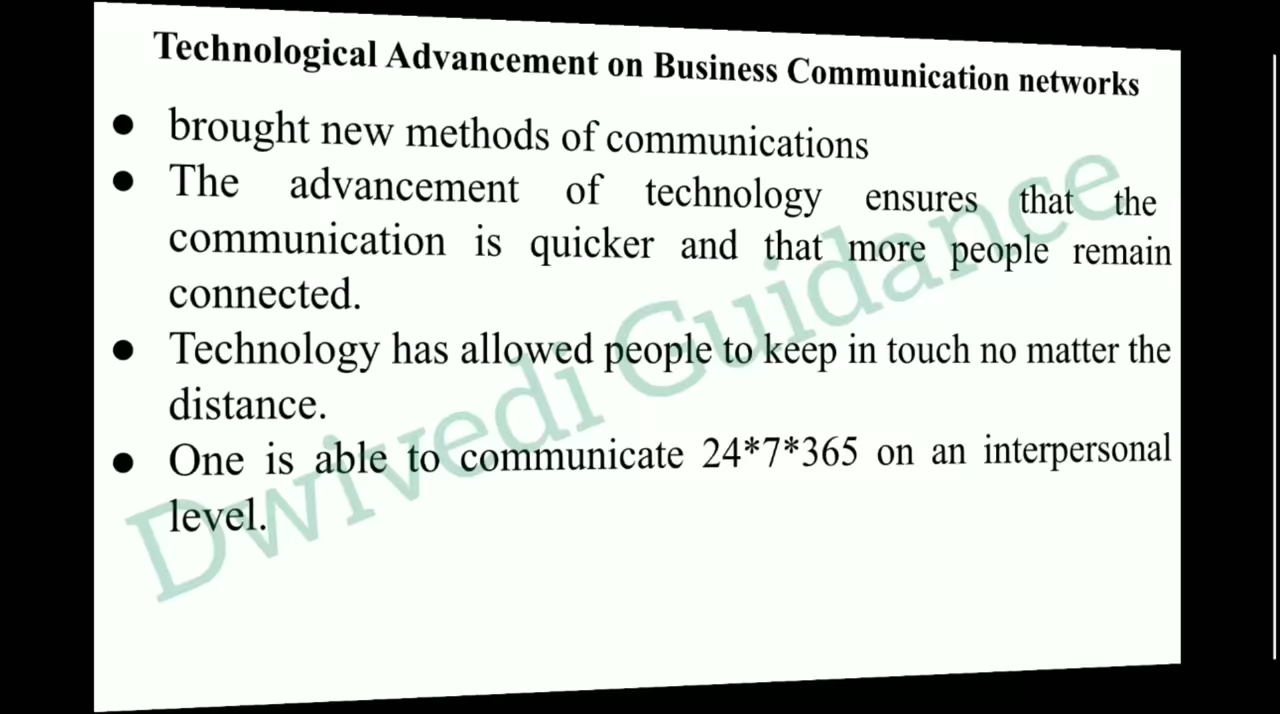 Technological Advancement on Business Communication networks
● brought new methods of communications
● The advancement of technology ensures that the
communication is quicker and that more people remain
connected.
● Technology has allowed people to keep in touch no matter the
distance.
● One is able to communicate 24*7*365 on an interpersonal
level.
Dwivedi Guidance